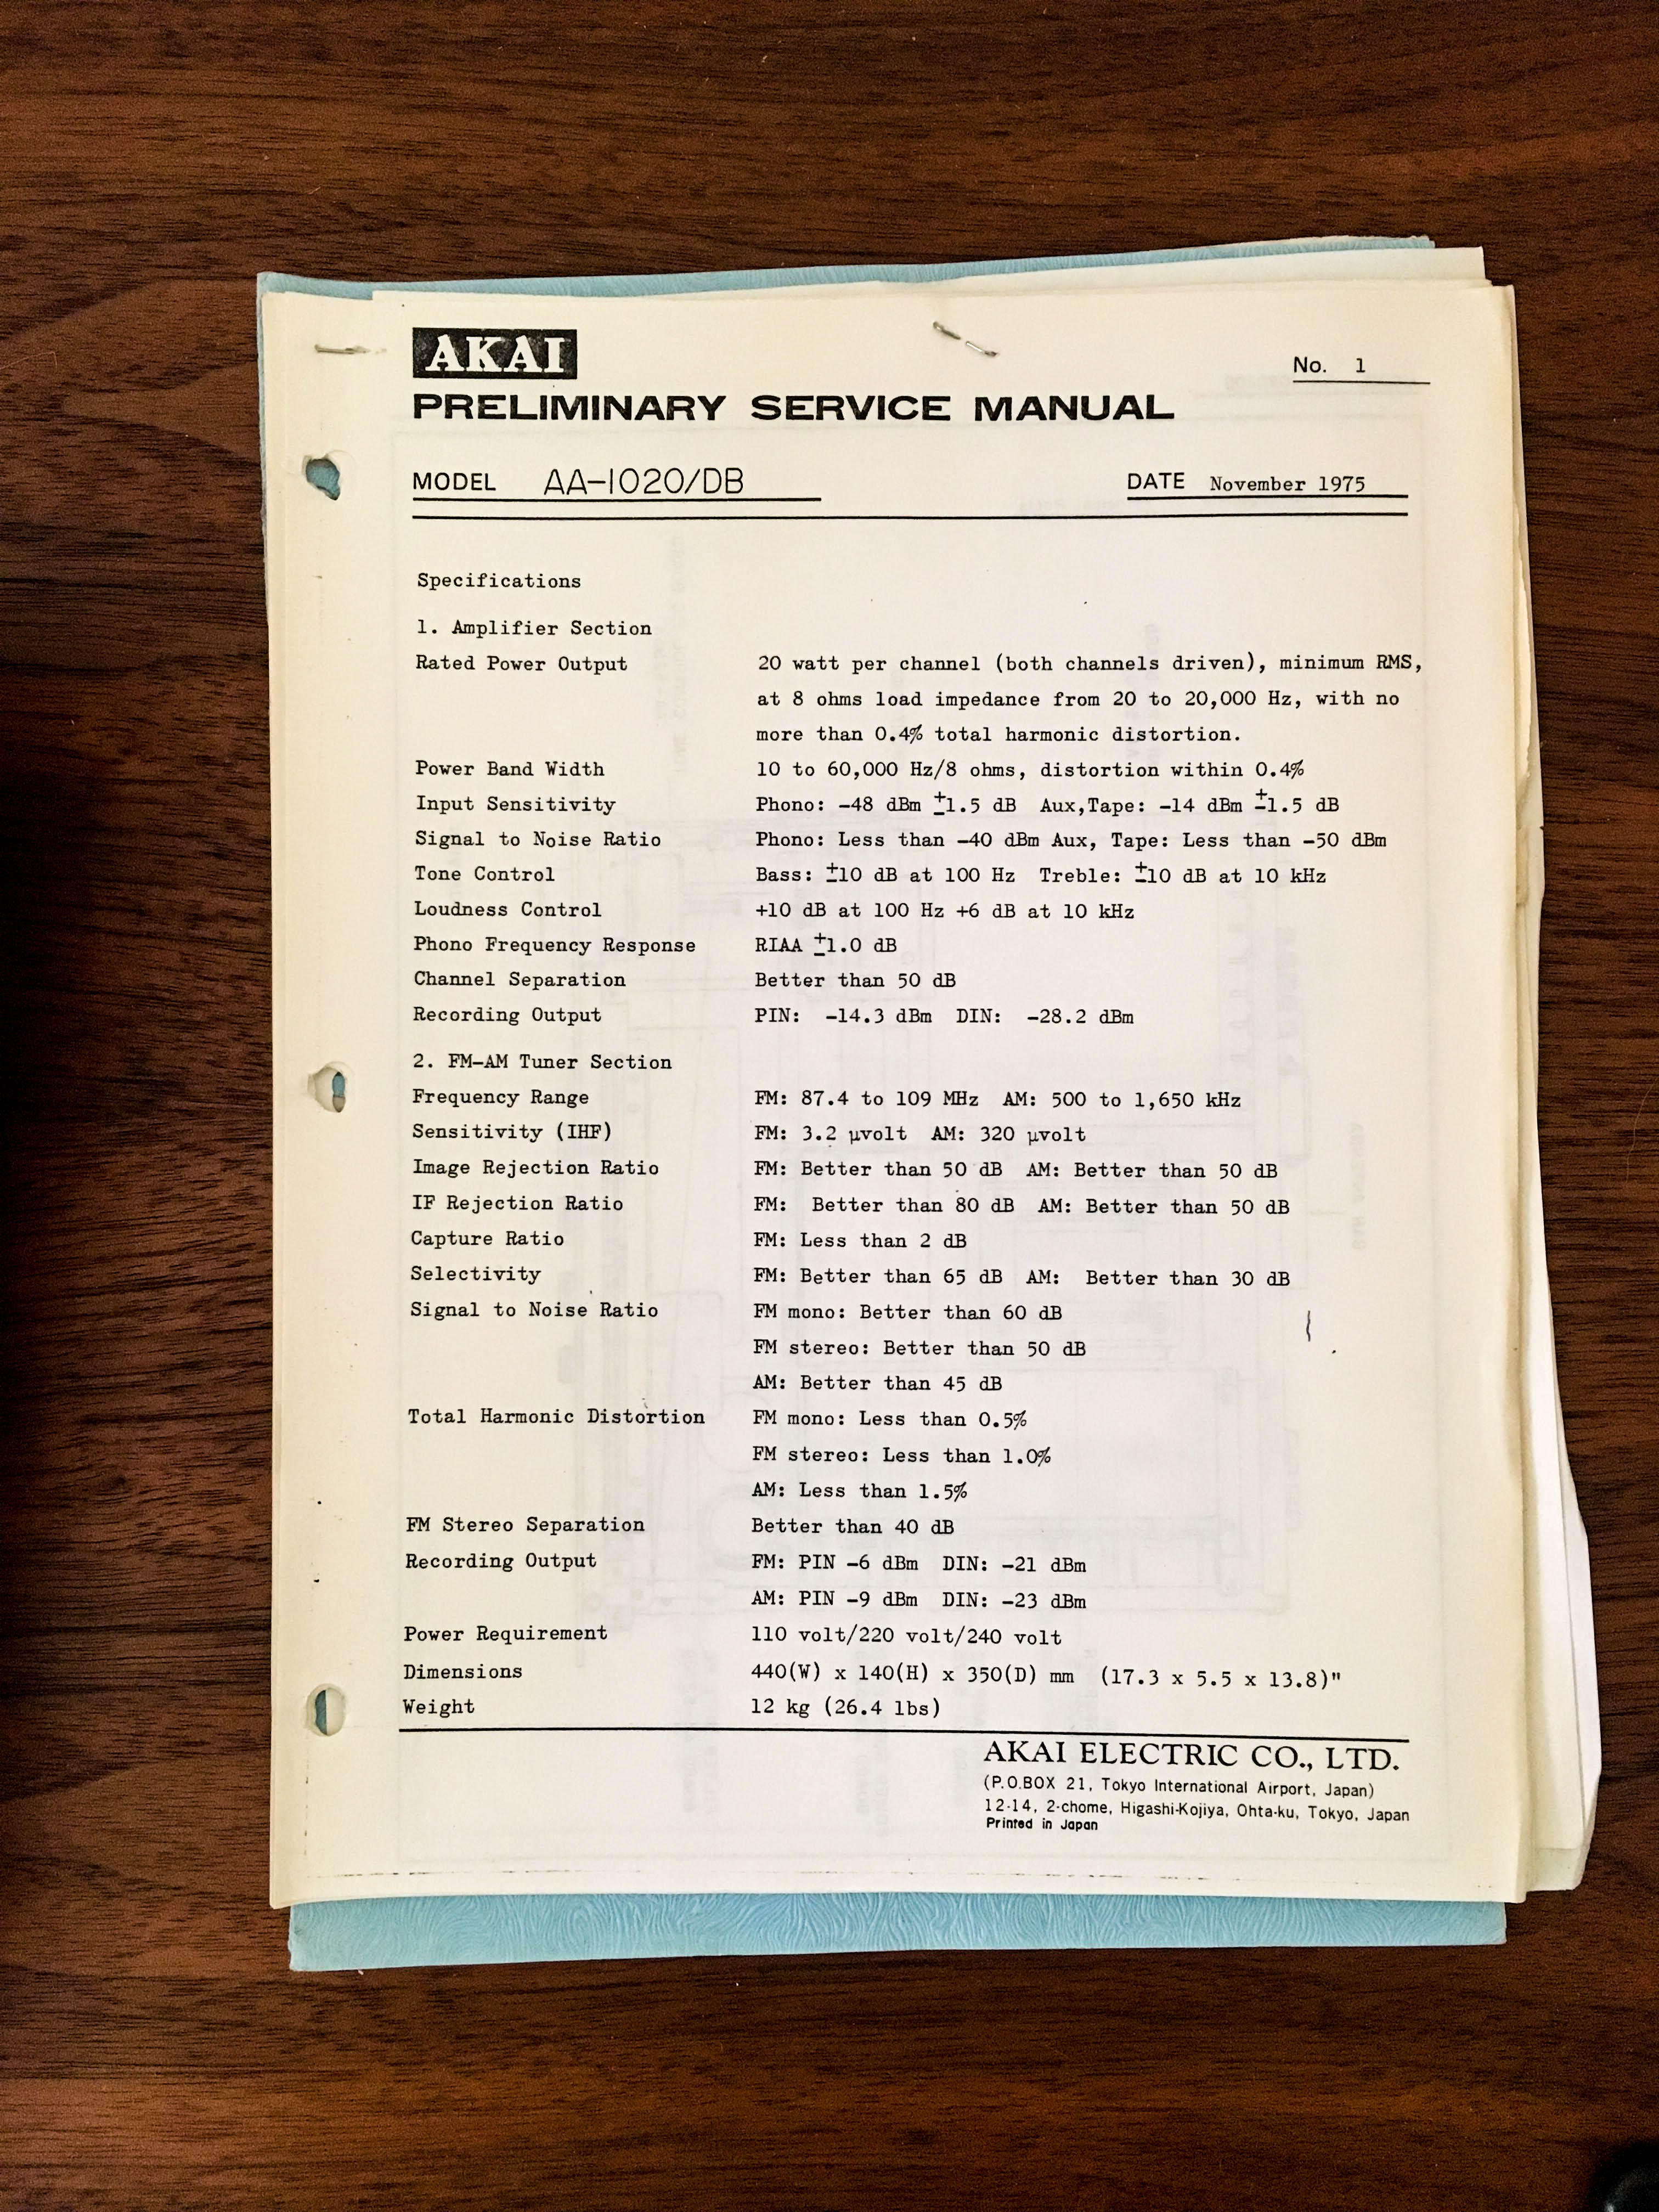 AKAI
No. 1
PRELIMINARY SERVICE MANUAL
MODEL AA-1020/DB DATE November 1975
Specifications
1. Amplifier Section
Rated Power Output 20 watt per channel (both channels driven), minimum RMS,
at 8 ohms load impedance from 20 to 20,000 Hz, with no
more than 0.4% total harmonic distortion.
Power Band Width 10 to 60,000 Hz/8 ohms, distortion within 0.4%
Input Sensitivity Phono: -48 dBm ±1.5 dB Aux,Tape: -14 dBm ±1.5 dB
Signal to Noise Ratio Phono: Less than -40 dBm Aux, Tape: Less than -50 dBm
Tone Control Bass: ±10 dB at 100 Hz Treble: ±10 dB at 10 kHz
Loudness Control +10 dB at 100 Hz +6 dB at 10 kHz
Phono Frequency Response RIAA ±1.0 dB
Channel Separation Better than 50 dB
Recording Output PIN: -14.3 dBm DIN: -28.2 dBm
2. FM-AM Tuner Section
Frequency Range FM: 87.4 to 109 MHz AM: 500 to 1,650 kHz
Sensitivity (IHF) FM: 3.2 µvolt AM: 320 µvolt
Image Rejection Ratio FM: Better than 50 dB AM: Better than 50 dB
IF Rejection Ratio FM: Better than 80 dB AM: Better than 50 dB
Capture Ratio FM: Less than 2 dB
Selectivity FM: Better than 65 dB AM: Better than 30 dB
Signal to Noise Ratio FM mono: Better than 60 dB
FM stereo: Better than 50 dB
AM: Better than 45 dB
Total Harmonic Distortion FM mono: Less than 0.5%
FM stereo: Less than 1.0%
AM: Less than 1.5%
FM Stereo Separation Better than 40 dB
Recording Output FM: PIN -6 dBm DIN: -21 dBm
AM: PIN -9 dBm DIN: -23 dBm
Power Requirement 110 volt/220 volt/240 volt
Dimensions 440(W) x 140(H) x 350(D) mm (17.3 x 5.5 x 13.8)"
Weight 12 kg (26.4 lbs)
AKAI ELECTRIC CO., LTD.
(P.O.BOX 21, Tokyo International Airport, Japan)
12-14, 2-chome, Higashi-Kojiya, Ohta-ku, Tokyo, Japan
Printed in Japan